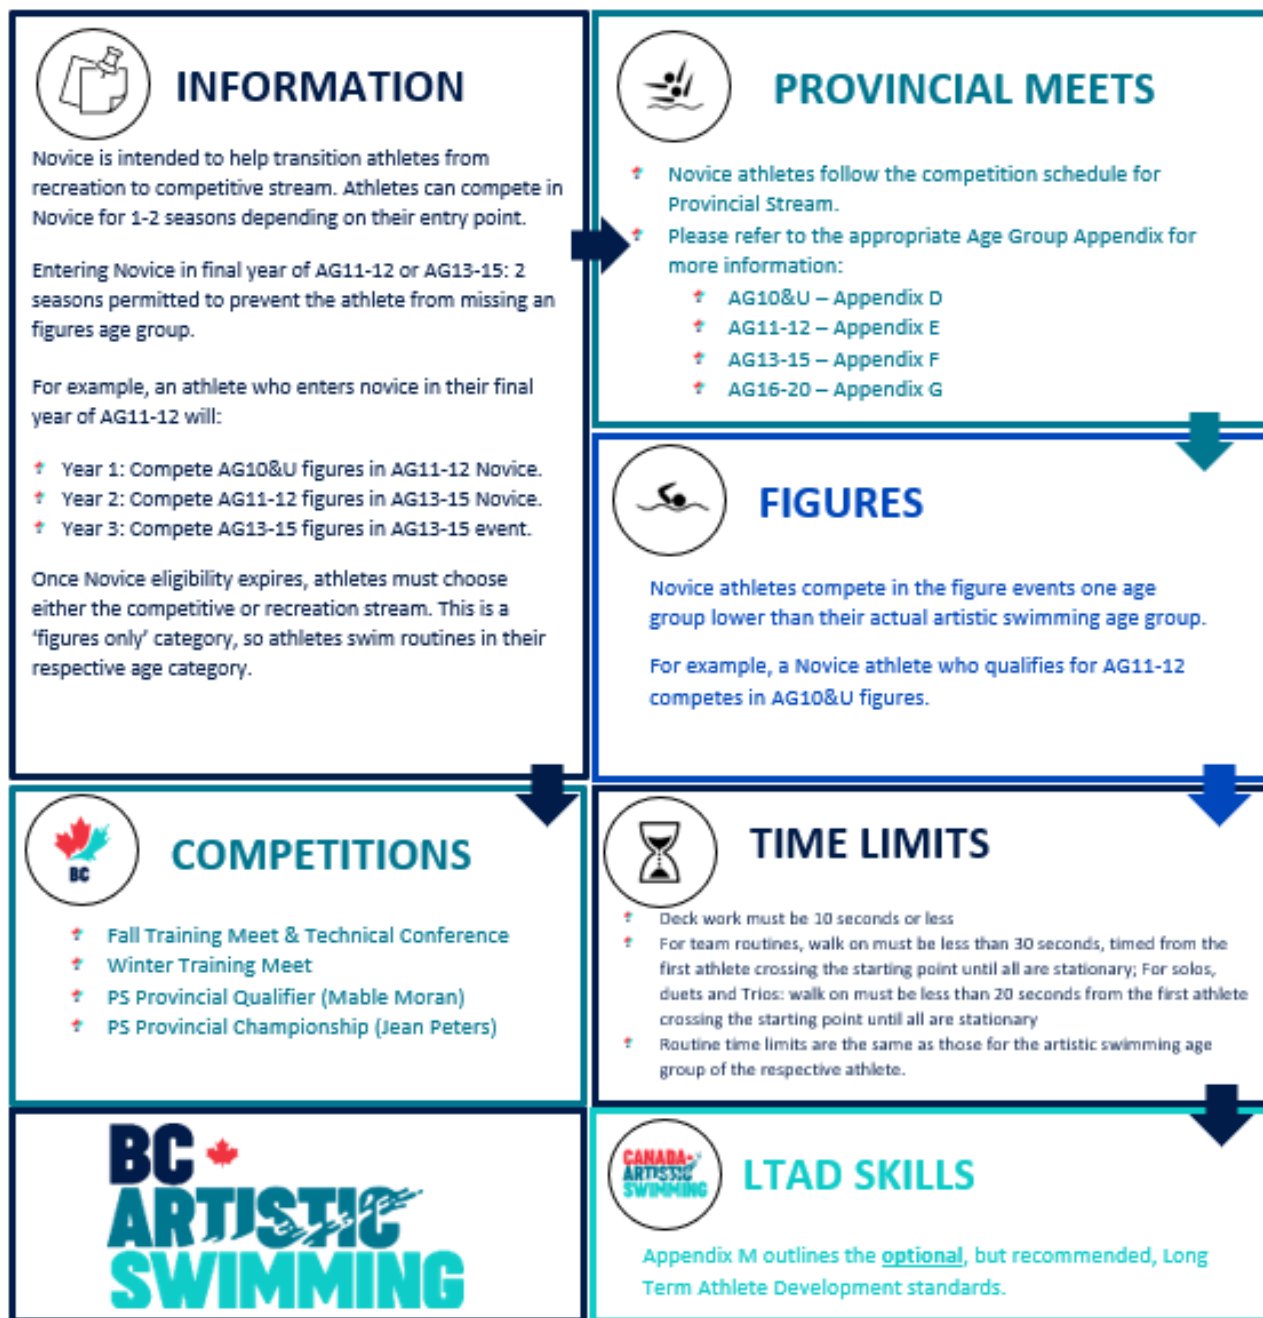 INFORMATION
Novice is intended to help transition athletes from
recreation to competitive stream. Athletes can compete in
Novice for 1-2 seasons depending on their entry point.
Entering Novice in final year of AG11-12 or AG13-15: 2
seasons permitted to prevent the athlete from missing an
figures age group.
For example, an athlete who enters novice in their final
year of AG11-12 will:
Year 1: Compete AG10&U figures in AG11-12 Novice.
Year 2: Compete AG11-12 figures in AG13-15 Novice.
Year 3: Compete AG13-15 figures in AG13-15 event.
Once Novice eligibility expires, athletes must choose
either the competitive or recreation stream. This is a
‘figures only’ category, so athletes swim routines in their
respective age category.
PROVINCIAL MEETS
Novice athletes follow the competition schedule for
Provincial Stream.
Please refer to the appropriate Age Group Appendix for
more information:
AG10&U – Appendix D
AG11-12 – Appendix E
AG13-15 – Appendix F
AG16-20 – Appendix G
FIGURES
Novice athletes compete in the figure events one age
group lower than their actual artistic swimming age group.
For example, a Novice athlete who qualifies for AG11-12
competes in AG10&U figures.
BC
COMPETITIONS
Fall Training Meet & Technical Conference
Winter Training Meet
PS Provincial Qualifier (Mable Moran)
PS Provincial Championship (Jean Peters)
TIME LIMITS
Deck work must be 10 seconds or less
For team routines, walk on must be less than 30 seconds, timed from the
first athlete crossing the starting point until all are stationary; For solos,
duets and Trios: walk on must be less than 20 seconds from the first athlete
crossing the starting point until all are stationary
Routine time limits are the same as those for the artistic swimming age
group of the respective athlete.
BC
ARTISTIC
SWIMMING
CANADA
ARTISTIC
SWIMMING
LTAD SKILLS
Appendix M outlines the optional, but recommended, Long
Term Athlete Development standards.